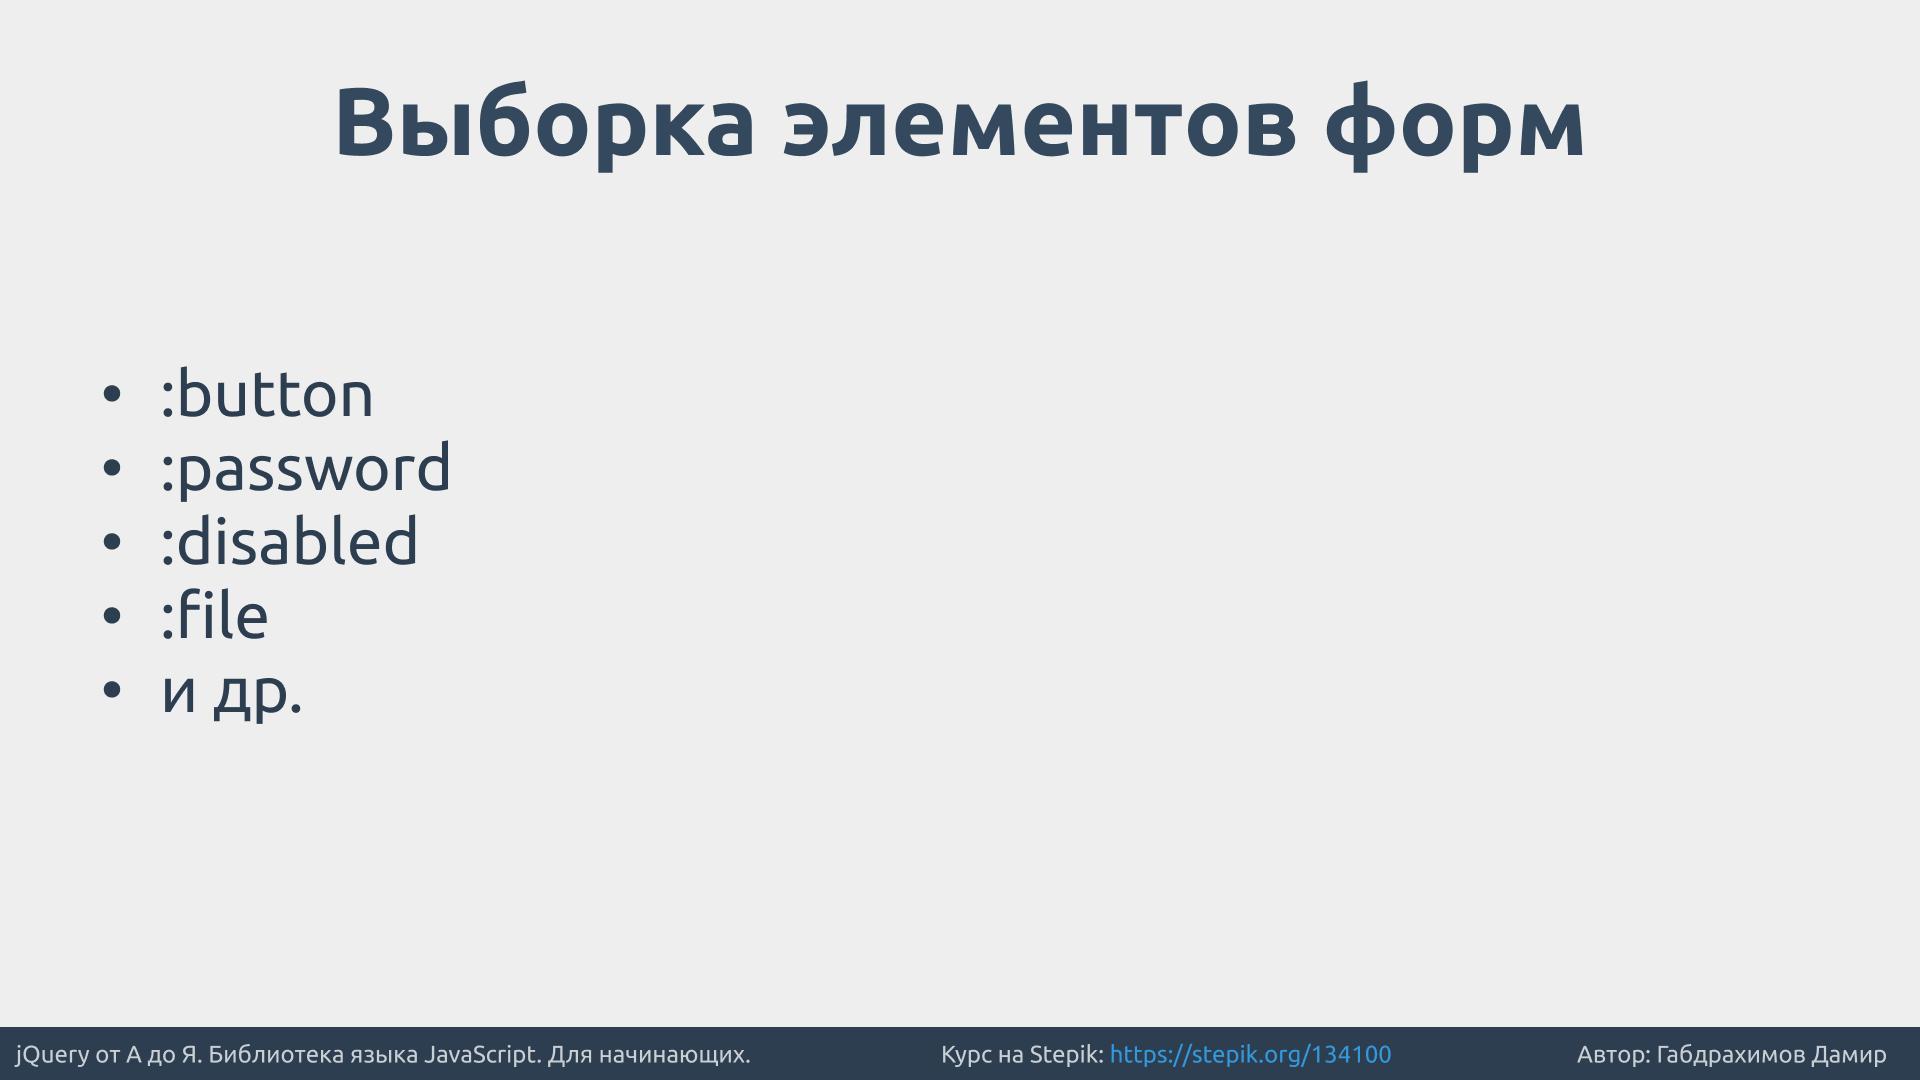 Выборка элементов форм
• :button
• :password
• :disabled
• :file
• и др.
jQuery от А до Я. Библиотека языка JavaScript. Для начинающих.
Курс на Stepik: https://stepik.org/134100
Автор: Габдрахимов Дамир